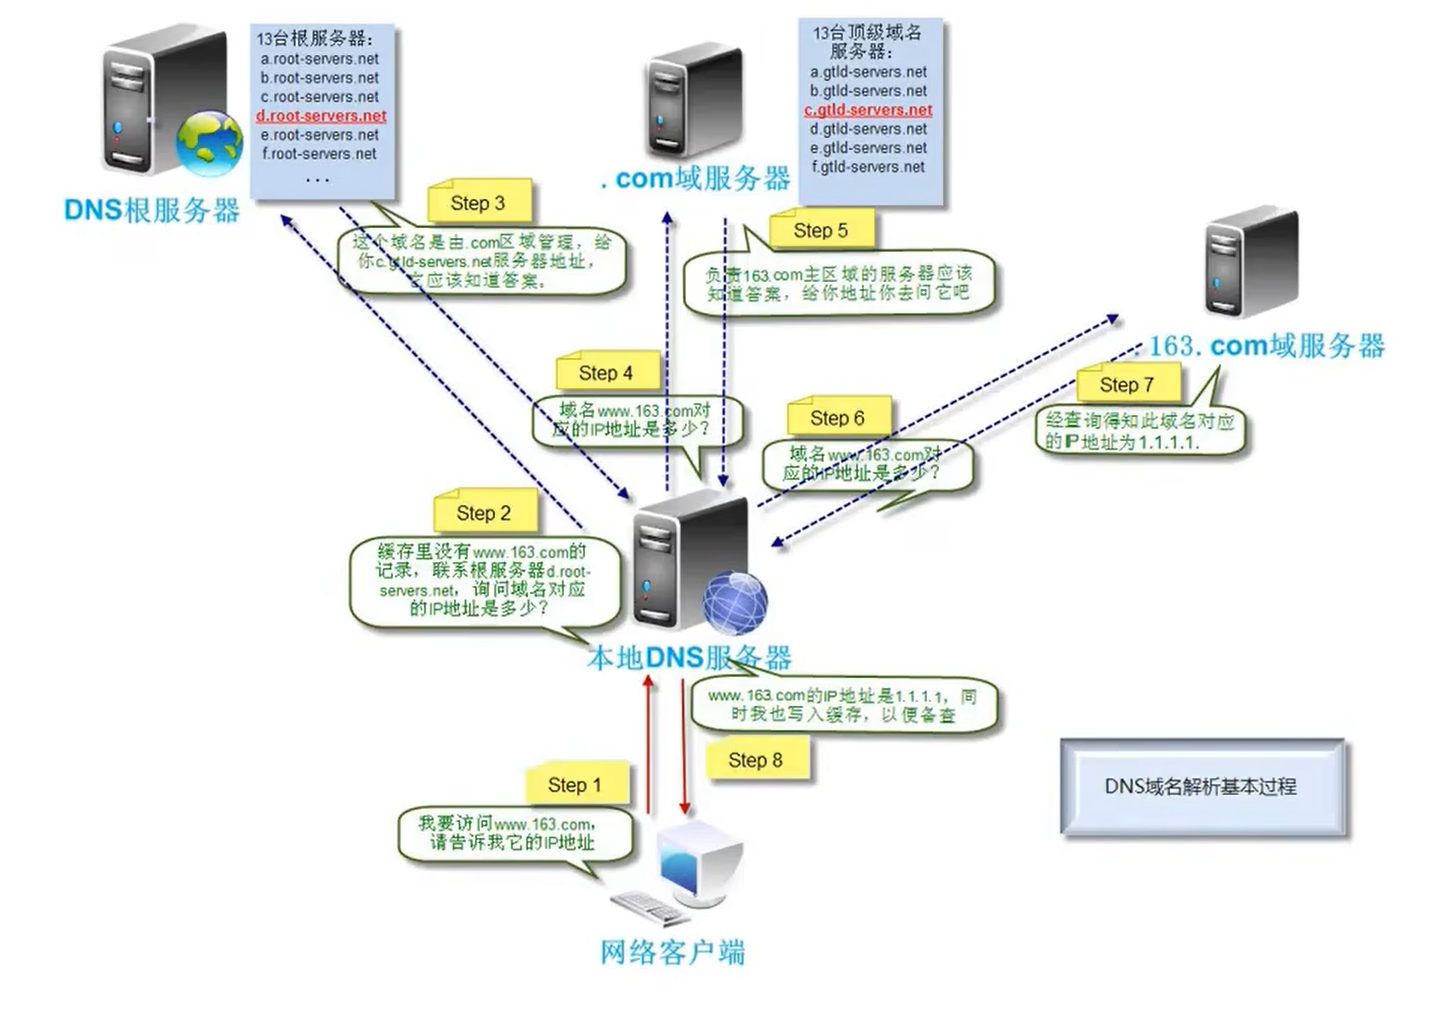 13台根服务器：
a.root-servers.net
b.root-servers.net
c.root-servers.net
d.root-servers.net
e.root-servers.net
f.root-servers.net
...
DNS根服务器
13台顶级域名
服务器：
a.gtld-servers.net
b.gtld-servers.net
c.gtld-servers.net
d.gtld-servers.net
e.gtld-servers.net
f.gtld-servers.net
.com域服务器
Step 3
这个域名是由.com区域管理，给
你c.gtld-servers.net服务器地址，
它应该知道答案。
Step 5
负责163.com主区域的服务器应该
知道答案，给你地址你去问它吧
.163.com域服务器
Step 4
域名www.163.com对
应的IP地址是多少？
Step 6
域名www.163.com对
应的IP地址是多少？
Step 7
经查询得知此域名对应
的IP地址为1.1.1.1.
Step 2
缓存里没有www.163.com的
记录，联系根服务器d.root-
servers.net，询问域名对应
的IP地址是多少？
本地DNS服务器
www.163.com的IP地址是1.1.1.1，同
时我也写入缓存，以便备查
Step 8
Step 1
我要访问www.163.com，
请告诉我它的IP地址
网络客户端
DNS域名解析基本过程